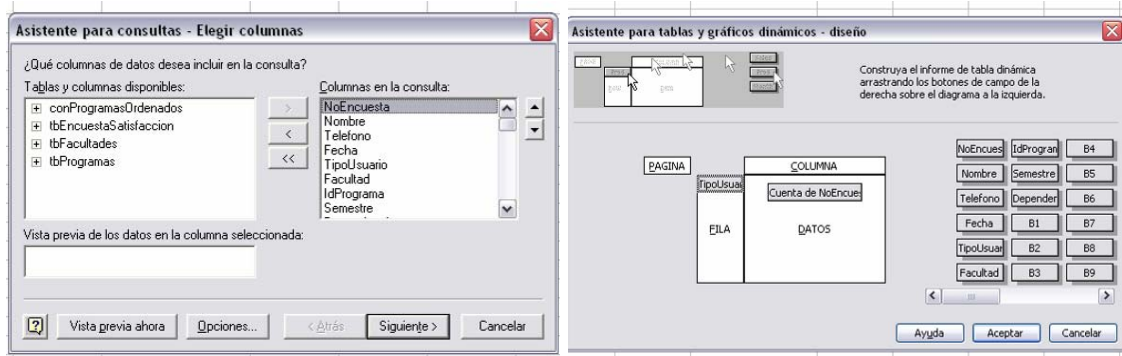 Asistente para consultas - Elegir columnas
¿Qué columnas de datos desea incluir en la consulta?
Tablas y columnas disponibles:
conProgramasOrdenados
tbEncuestaSatisfaccion
tbFacultades
tbProgramas
>
<
<<
Columnas en la consulta:
NoEncuesta
Nombre
Telefono
Fecha
TipoUsuario
Facultad
IdPrograma
Semestre
Vista previa de los datos en la columna seleccionada:
?
Vista previa ahora
Opciones...
< Atrás
Siguiente >
Cancelar
Asistente para tablas y gráficos dinámicos - diseño
Construya el informe de tabla dinámica
arrastrando los botones de campo de la
derecha sobre el diagrama a la izquierda.
PAGINA
COLUMNA
TipoUsuar
Cuenta de NoEncue
FILA
DATOS
NoEncues IdProgran B4
Nombre Semestre B5
Telefono Depender B6
Fecha B1 B7
TipoUsuar B2 B8
Facultad B3 B9
Ayuda
Aceptar
Cancelar